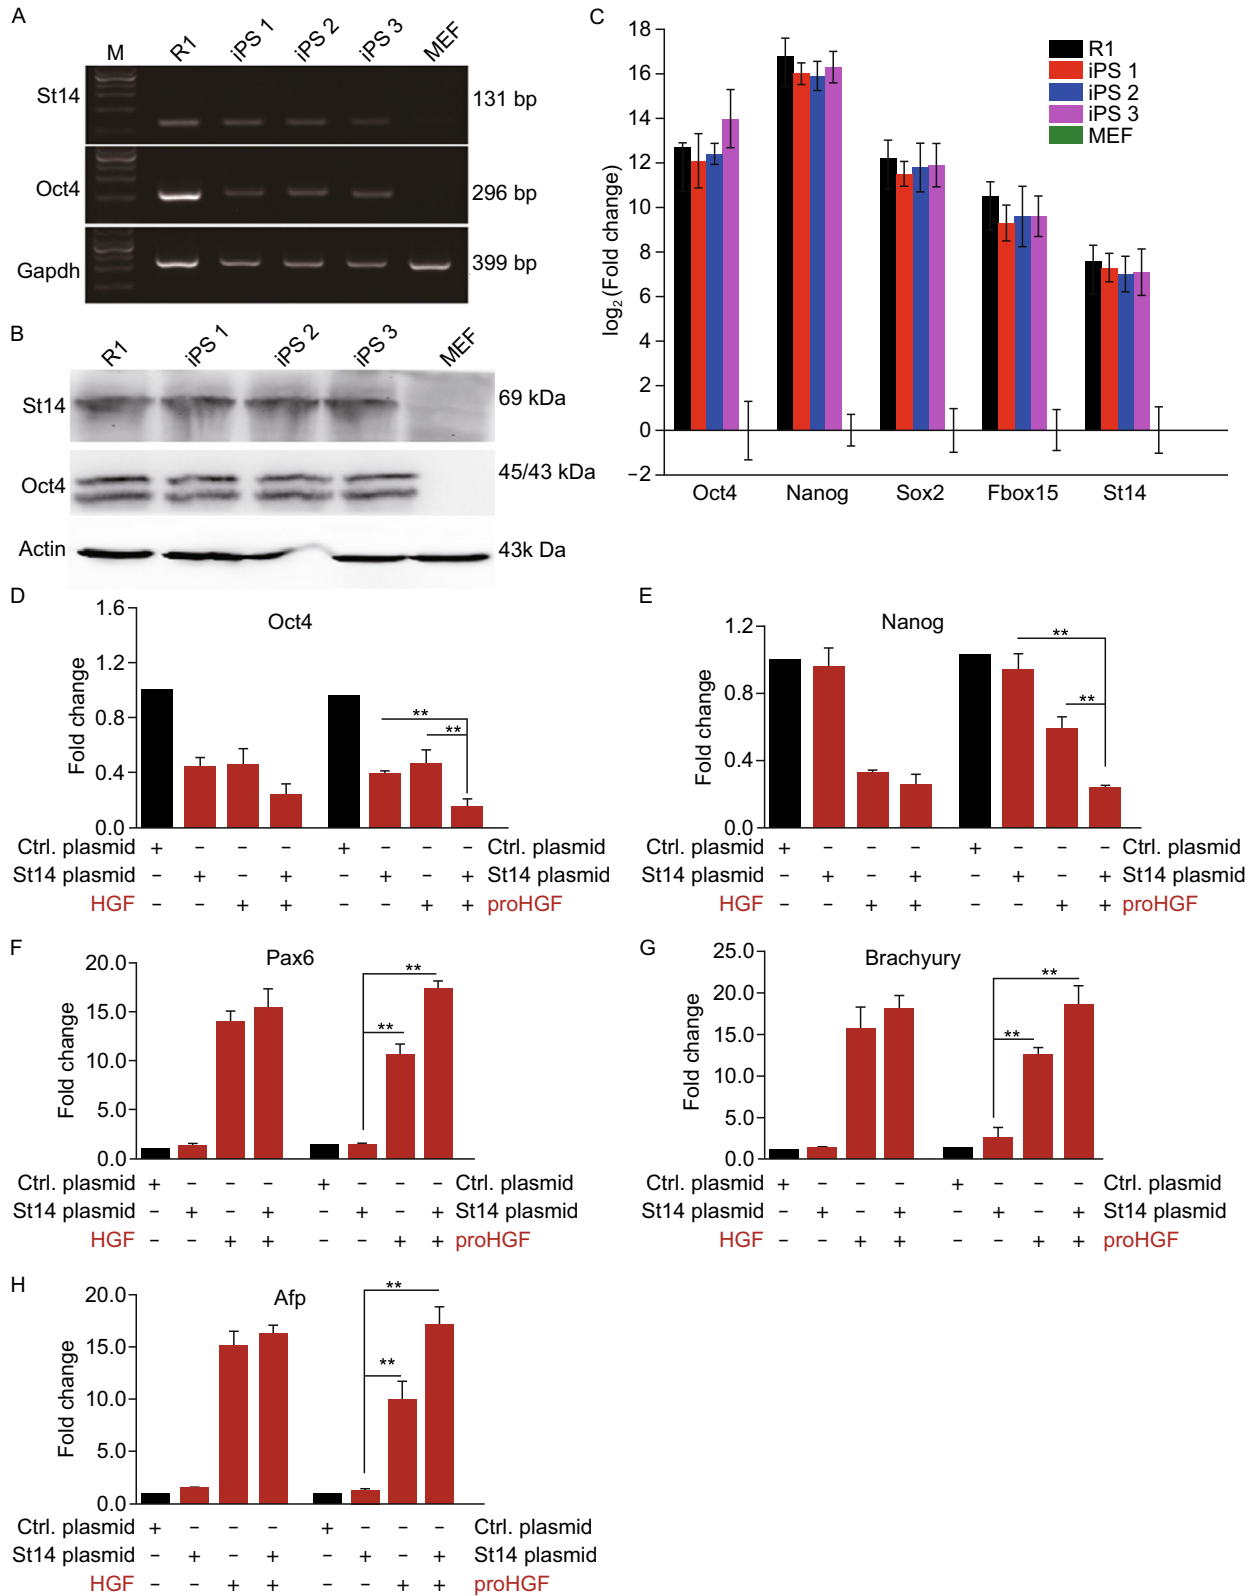 A
M R1 iPS 1 iPS 2 iPS 3 MEF
St14 131 bp
Oct4 296 bp
Gapdh 399 bp
B
R1 iPS 1 iPS 2 iPS 3 MEF
St14 69 kDa
Oct4 45/43 kDa
Actin 43k Da
C
log2 (Fold change)
18
16
14
12
10
8
6
4
2
0
−2
R1
iPS 1
iPS 2
iPS 3
MEF
Oct4 Nanog Sox2 Fbox15 St14
D
Oct4
Fold change
1.6
1.2
0.8
0.4
0.0
**
**
Ctrl. plasmid + − − − + − − − Ctrl. plasmid
St14 plasmid − + − + − + − + St14 plasmid
HGF − − + + − − + + proHGF
E
Nanog
Fold change
1.2
0.8
0.4
0.0
**
**
Ctrl. plasmid + − − − + − − − Ctrl. plasmid
St14 plasmid − + − + − + − + St14 plasmid
HGF − − + + − − + + proHGF
F
Pax6
Fold change
20.0
15.0
10.0
5.0
0.0
**
**
Ctrl. plasmid + − − − + − − − Ctrl. plasmid
St14 plasmid − + − + − + − + St14 plasmid
HGF − − + + − − + + proHGF
G
Brachyury
Fold change
25.0
20.0
15.0
10.0
5.0
0.0
**
**
Ctrl. plasmid + − − − + − − − Ctrl. plasmid
St14 plasmid − + − + − + − + St14 plasmid
HGF − − + + − − + + proHGF
H
Afp
Fold change
20.0
15.0
10.0
5.0
0.0
**
**
Ctrl. plasmid + − − − + − − − Ctrl. plasmid
St14 plasmid − + − + − + − + St14 plasmid
HGF − − + + − − + + proHGF